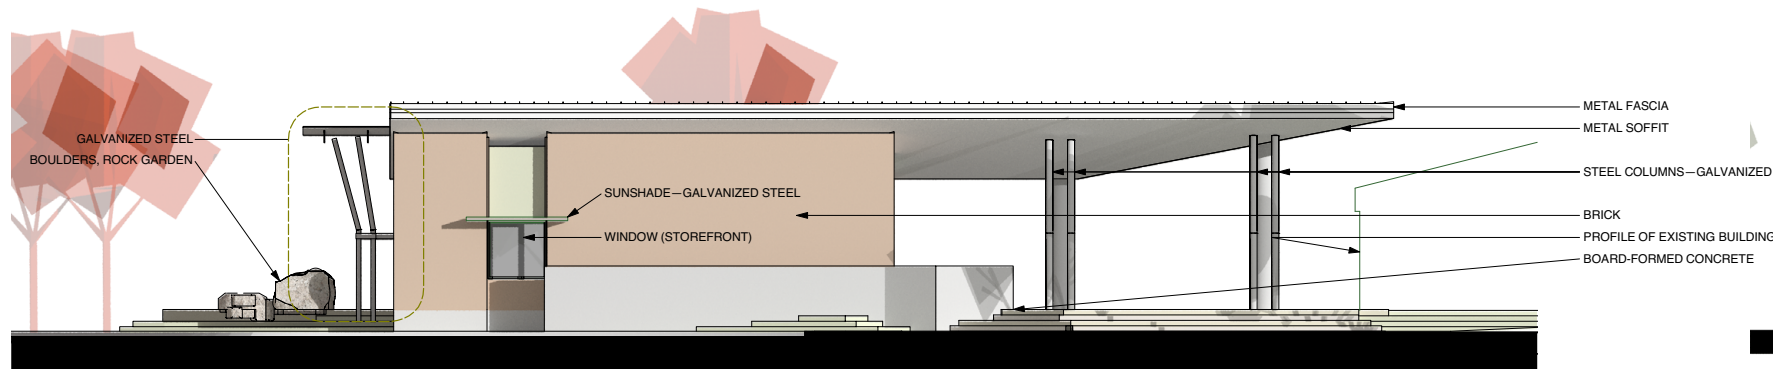 GALVANIZED STEEL
BOULDERS, ROCK GARDEN
SUNSHADE—GALVANIZED STEEL
WINDOW (STOREFRONT)
METAL FASCIA
METAL SOFFIT
STEEL COLUMNS—GALVANIZED
BRICK
PROFILE OF EXISTING BUILDING
BOARD-FORMED CONCRETE